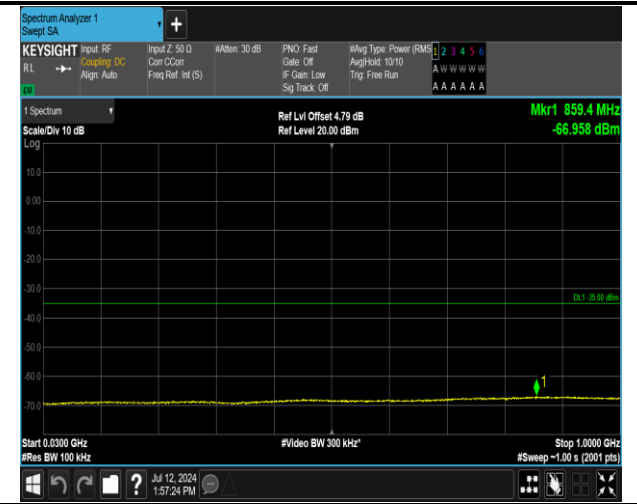 Spectrum Analyzer 1
Swept SA
+
KEYSIGHT
RL
Input: RF
Coupling: DC
Align: Auto
Input Z: 50 Ω
Corr CCorr
Freq Ref: Int (S)
#Atten: 30 dB
PNO: Fast
Gate: Off
IF Gain: Low
Sig Track: Off
#Avg Type: Power (RMS
Avg|Hold: 10/10
Trig: Free Run
1 2 3 4 5 6
A W W W W W
A A A A A A
1 Spectrum
Scale/Div 10 dB
Log
Ref Lvl Offset 4.79 dB
Ref Level 20.00 dBm
Mkr1 859.4 MHz
-66.958 dBm
10.0
0.00
-10.0
-20.0
-30.0
DL1 -35.00 dBm
-40.0
-50.0
-60.0
1
-70.0
Start 0.0300 GHz
#Res BW 100 kHz
#Video BW 300 kHz*
Stop 1.0000 GHz
#Sweep ~1.00 s (2001 pts)
?
Jul 12, 2024
1:57:24 PM